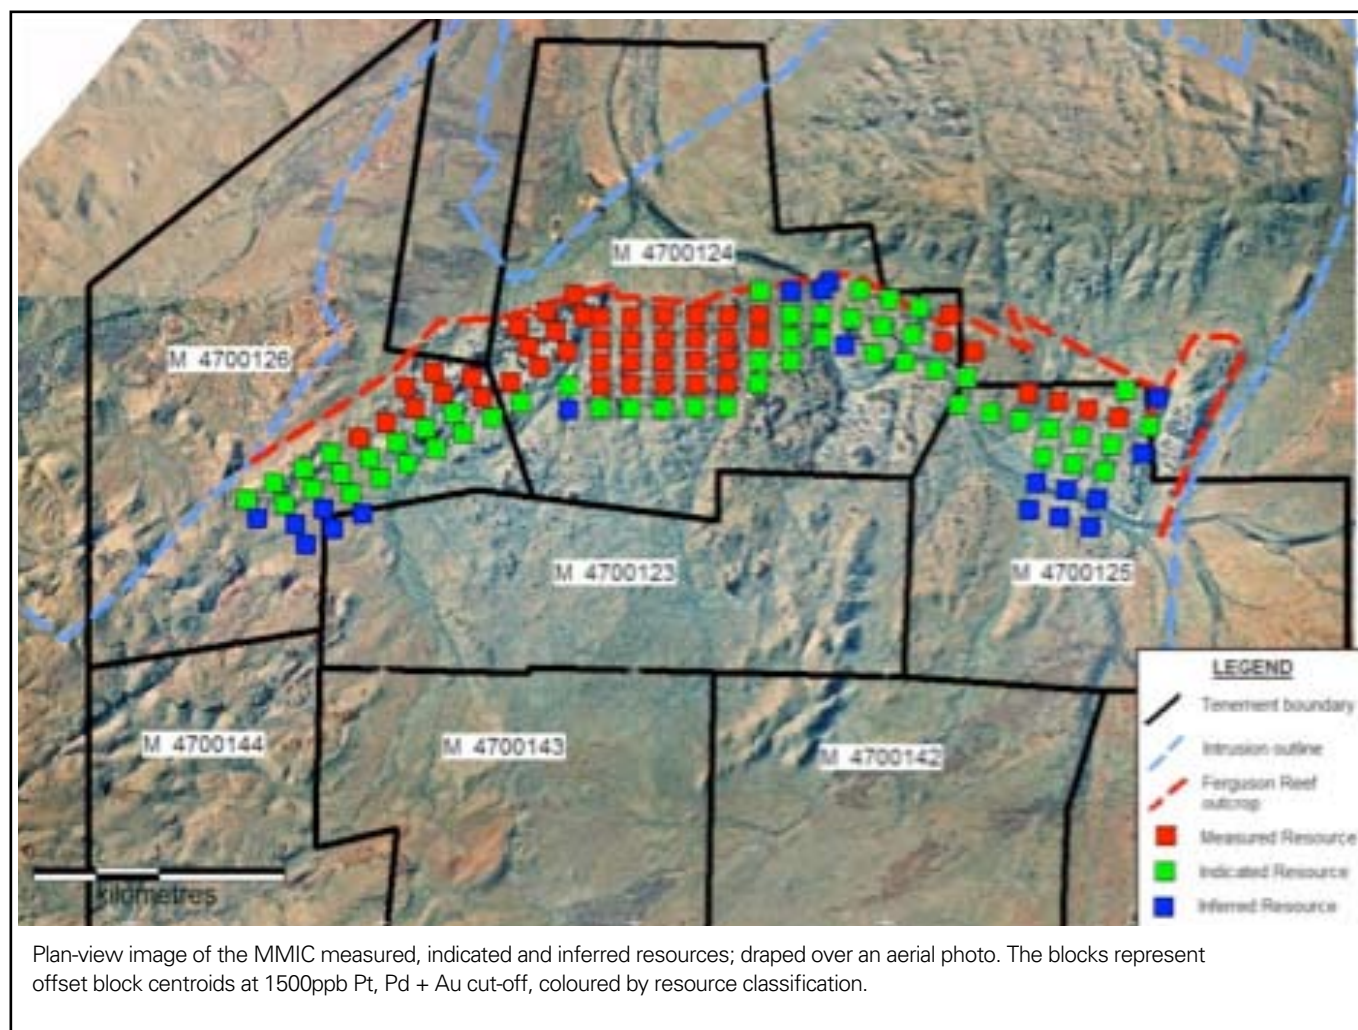 M 4700124
M 4700126
M 4700123
M 4700125
M 4700144
M 4700143
M 4700142
kilometres
LEGEND
Tenement boundary
Intrusion outline
Ferguson Reef
outcrop
Measured Resource
Indicated Resource
Inferred Resource
Plan-view image of the MMIC measured, indicated and inferred resources; draped over an aerial photo. The blocks represent
offset block centroids at 1500ppb Pt, Pd + Au cut-off, coloured by resource classification.